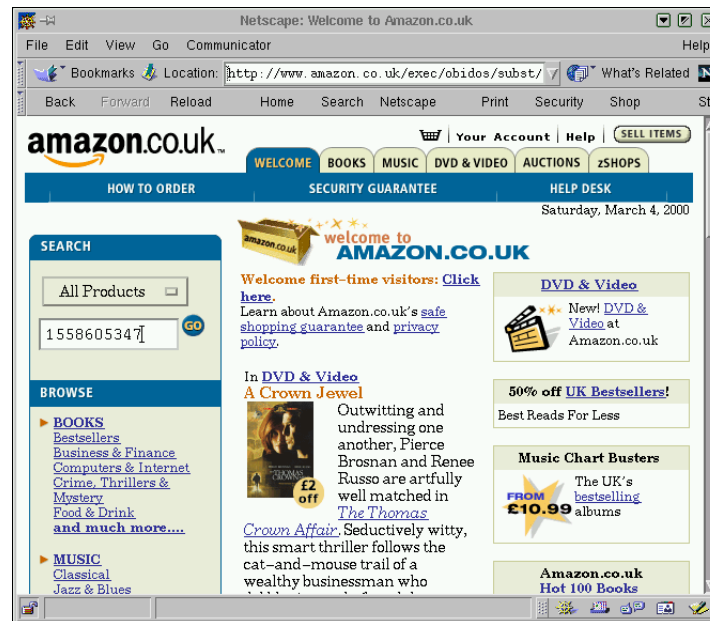 Netscape: Welcome to Amazon.co.uk
File Edit View Go Communicator Help
Bookmarks Location: http://www.amazon.co.uk/exec/obidos/subst/ What's Related
Back Forward Reload Home Search Netscape Print Security Shop
amazon.co.uk
Your Account Help SELL ITEMS
WELCOME BOOKS MUSIC DVD & VIDEO AUCTIONS zSHOPS
HOW TO ORDER SECURITY GUARANTEE HELP DESK
Saturday, March 4, 2000
SEARCH
All Products
1558605347
GO
BROWSE
BOOKS
Bestsellers
Business & Finance
Computers & Internet
Crime, Thrillers &
Mystery
Food & Drink
and much more....
MUSIC
Classical
Jazz & Blues
amazon.co.uk
welcome to
AMAZON.CO.UK
Welcome first-time visitors: Click
here.
Learn about Amazon.co.uk's safe
shopping guarantee and privacy
policy.
In DVD & Video
A Crown Jewel
£2
off
Outwitting and
undressing one
another, Pierce
Brosnan and Renee
Russo are artfully
well matched in
The Thomas
Crown Affair. Seductively witty,
this smart thriller follows the
cat-and-mouse trail of a
wealthy businessman who
DVD & Video
New! DVD &
Video at
Amazon.co.uk
50% off UK Bestsellers!
Best Reads For Less
Music Chart Busters
FROM
£10.99
The UK's
bestselling
albums
Amazon.co.uk
Hot 100 Books